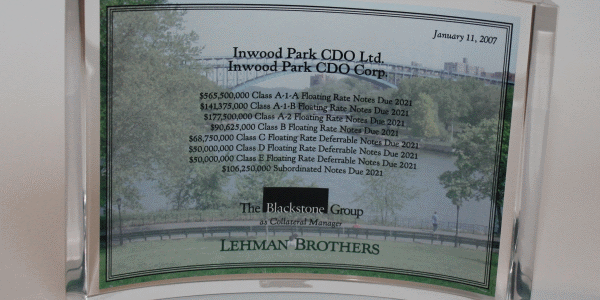 January 11, 2007
Inwood Park CDO Ltd.
Inwood Park CDO Corp.
$565,500,000 Class A-1-A Floating Rate Notes Due 2021
$141,375,000 Class A-1-B Floating Rate Notes Due 2021
$177,500,000 Class A-2 Floating Rate Notes Due 2021
$90,625,000 Class B Floating Rate Notes Due 2021
$68,750,000 Class C Floating Rate Deferrable Notes Due 2021
$50,000,000 Class D Floating Rate Deferrable Notes Due 2021
$50,000,000 Class E Floating Rate Deferrable Notes Due 2021
$106,250,000 Subordinated Notes Due 2021
The Blackstone Group
as Collateral Manager
LEHMAN BROTHERS